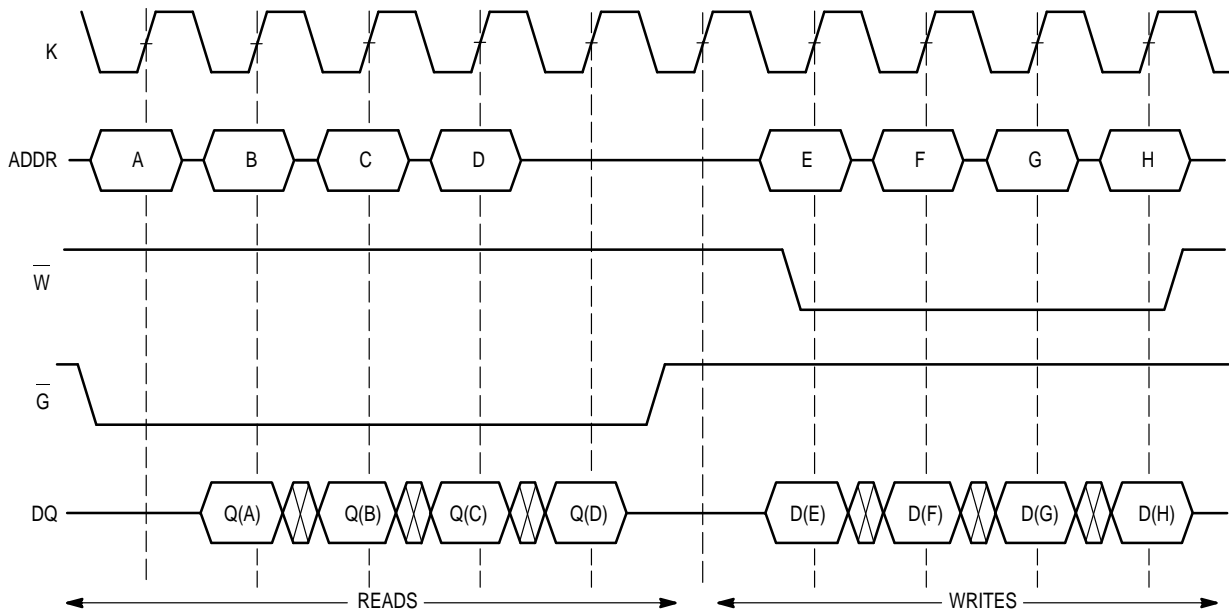 K
ADDR A B C D E F G H
W
G
DQ Q(A) Q(B) Q(C) Q(D) D(E) D(F) D(G) D(H)
READS WRITES